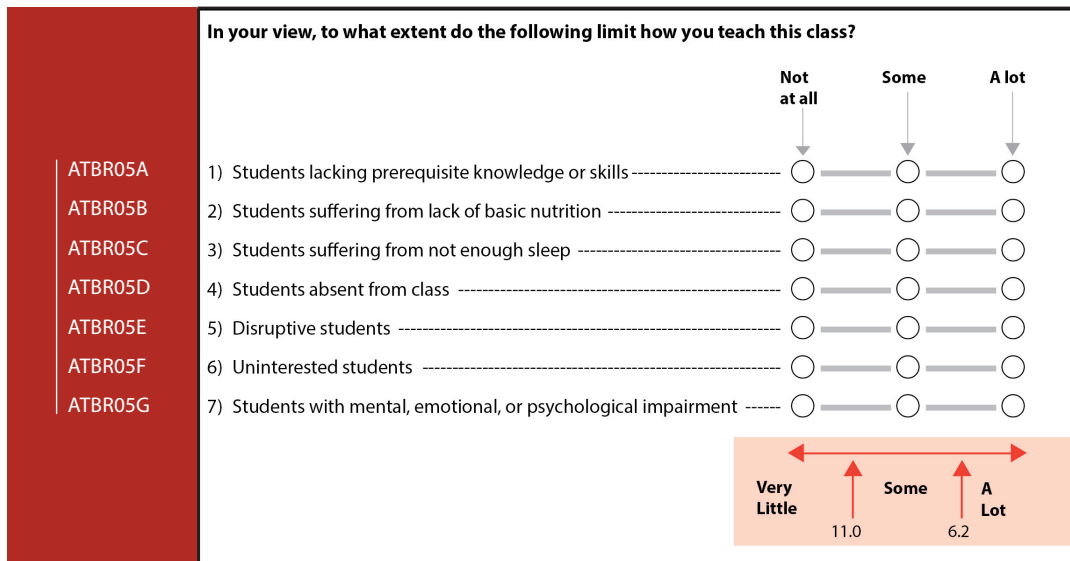 In your view, to what extent do the following limit how you teach this class?
Not at all
Some
A lot
ATBR05A 1) Students lacking prerequisite knowledge or skills
ATBR05B 2) Students suffering from lack of basic nutrition
ATBR05C 3) Students suffering from not enough sleep
ATBR05D 4) Students absent from class
ATBR05E 5) Disruptive students
ATBR05F 6) Uninterested students
ATBR05G 7) Students with mental, emotional, or psychological impairment
Very Little
Some
A Lot
11.0 6.2